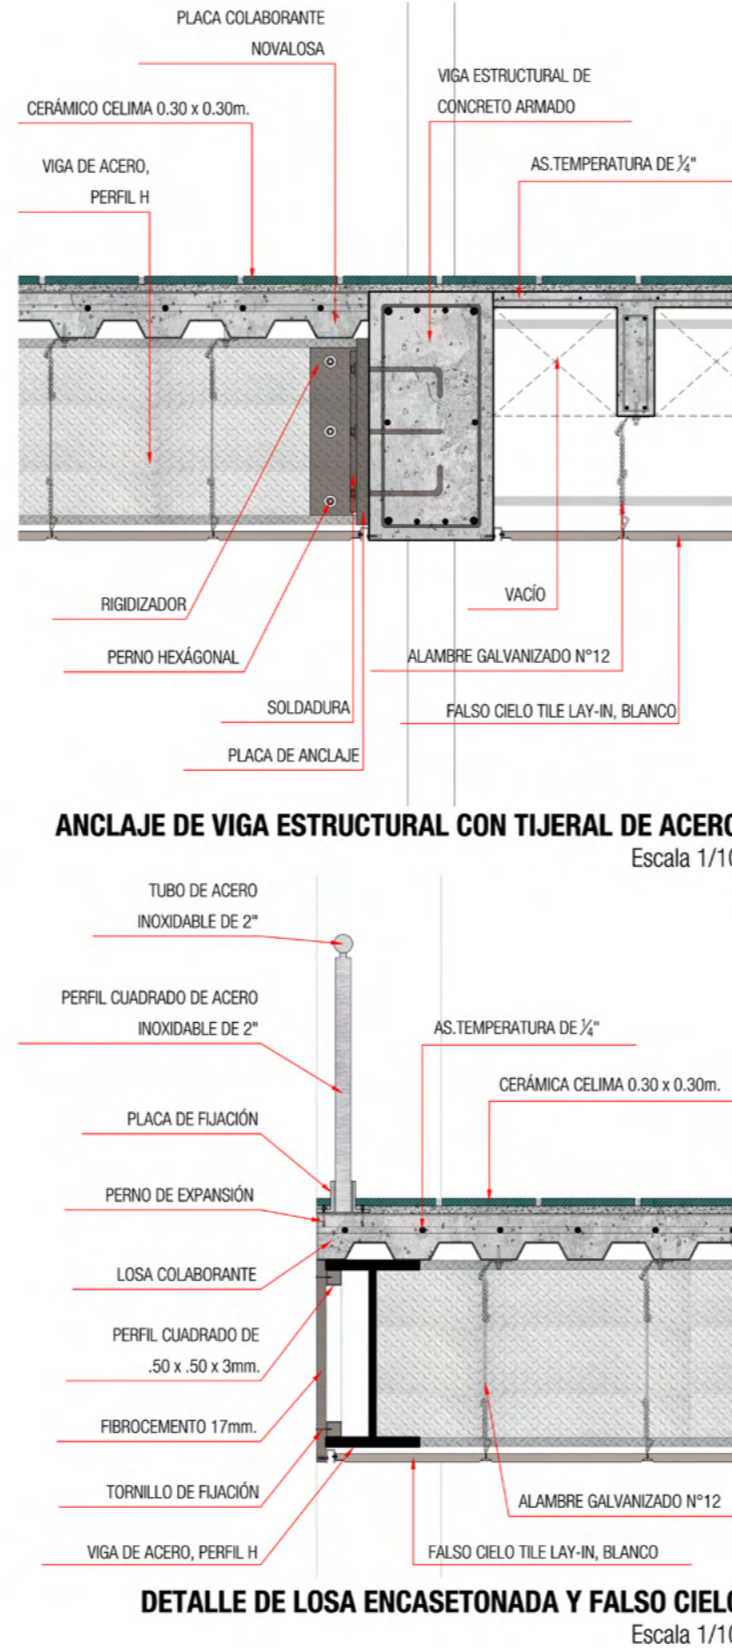 PLACA COLABORANTE
NOVALOSA
VIGA ESTRUCTURAL DE
CONCRETO ARMADO
CERÁMICO CELIMA 0.30 x 0.30m.
VIGA DE ACERO,
PERFIL H
AS.TEMPERATURA DE ¼"
RIGIDIZADOR
VACÍO
PERNO HEXÁGONAL
ALAMBRE GALVANIZADO N°12
SOLDADURA
FALSO CIELO TILE LAY-IN, BLANCO
PLACA DE ANCLAJE
ANCLAJE DE VIGA ESTRUCTURAL CON TIJERAL DE ACERO
Escala 1/10
TUBO DE ACERO
INOXIDABLE DE 2"
PERFIL CUADRADO DE ACERO
INOXIDABLE DE 2"
AS.TEMPERATURA DE ¼"
CERÁMICA CELIMA 0.30 x 0.30m.
PLACA DE FIJACIÓN
PERNO DE EXPANSIÓN
LOSA COLABORANTE
PERFIL CUADRADO DE
.50 x .50 x 3mm.
FIBROCEMENTO 17mm.
TORNILLO DE FIJACIÓN
ALAMBRE GALVANIZADO N°12
VIGA DE ACERO, PERFIL H
FALSO CIELO TILE LAY-IN, BLANCO
DETALLE DE LOSA ENCASETONADA Y FALSO CIELO
Escala 1/10